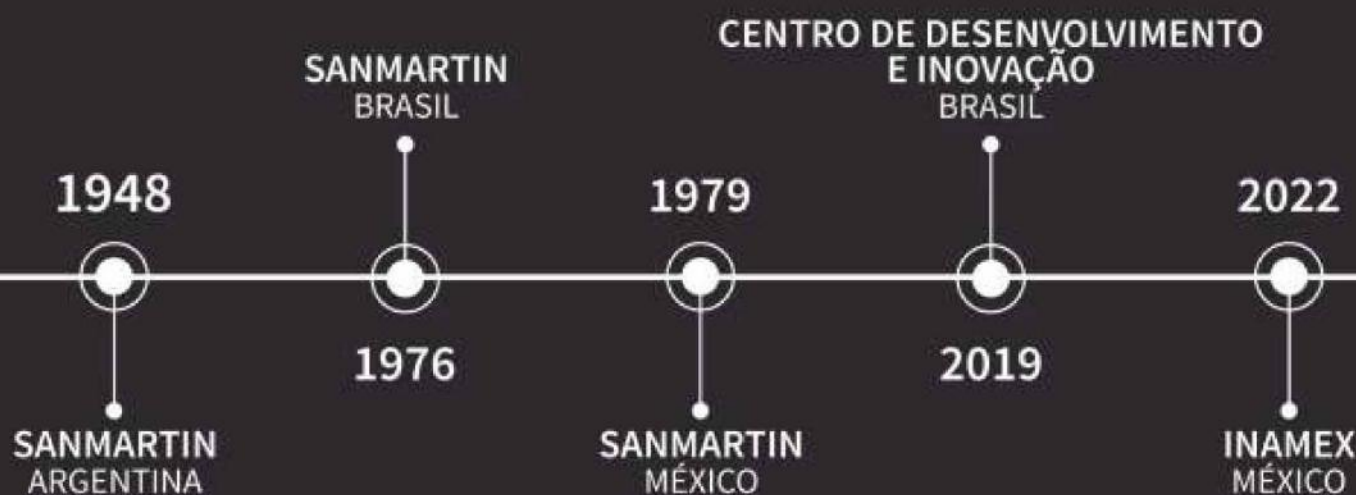 1948
SANMARTIN
ARGENTINA
SANMARTIN
BRASIL
1976
1979
SANMARTIN
MÉXICO
CENTRO DE DESENVOLVIMENTO
E INOVAÇÃO
BRASIL
2019
2022
INAMEX
MÉXICO